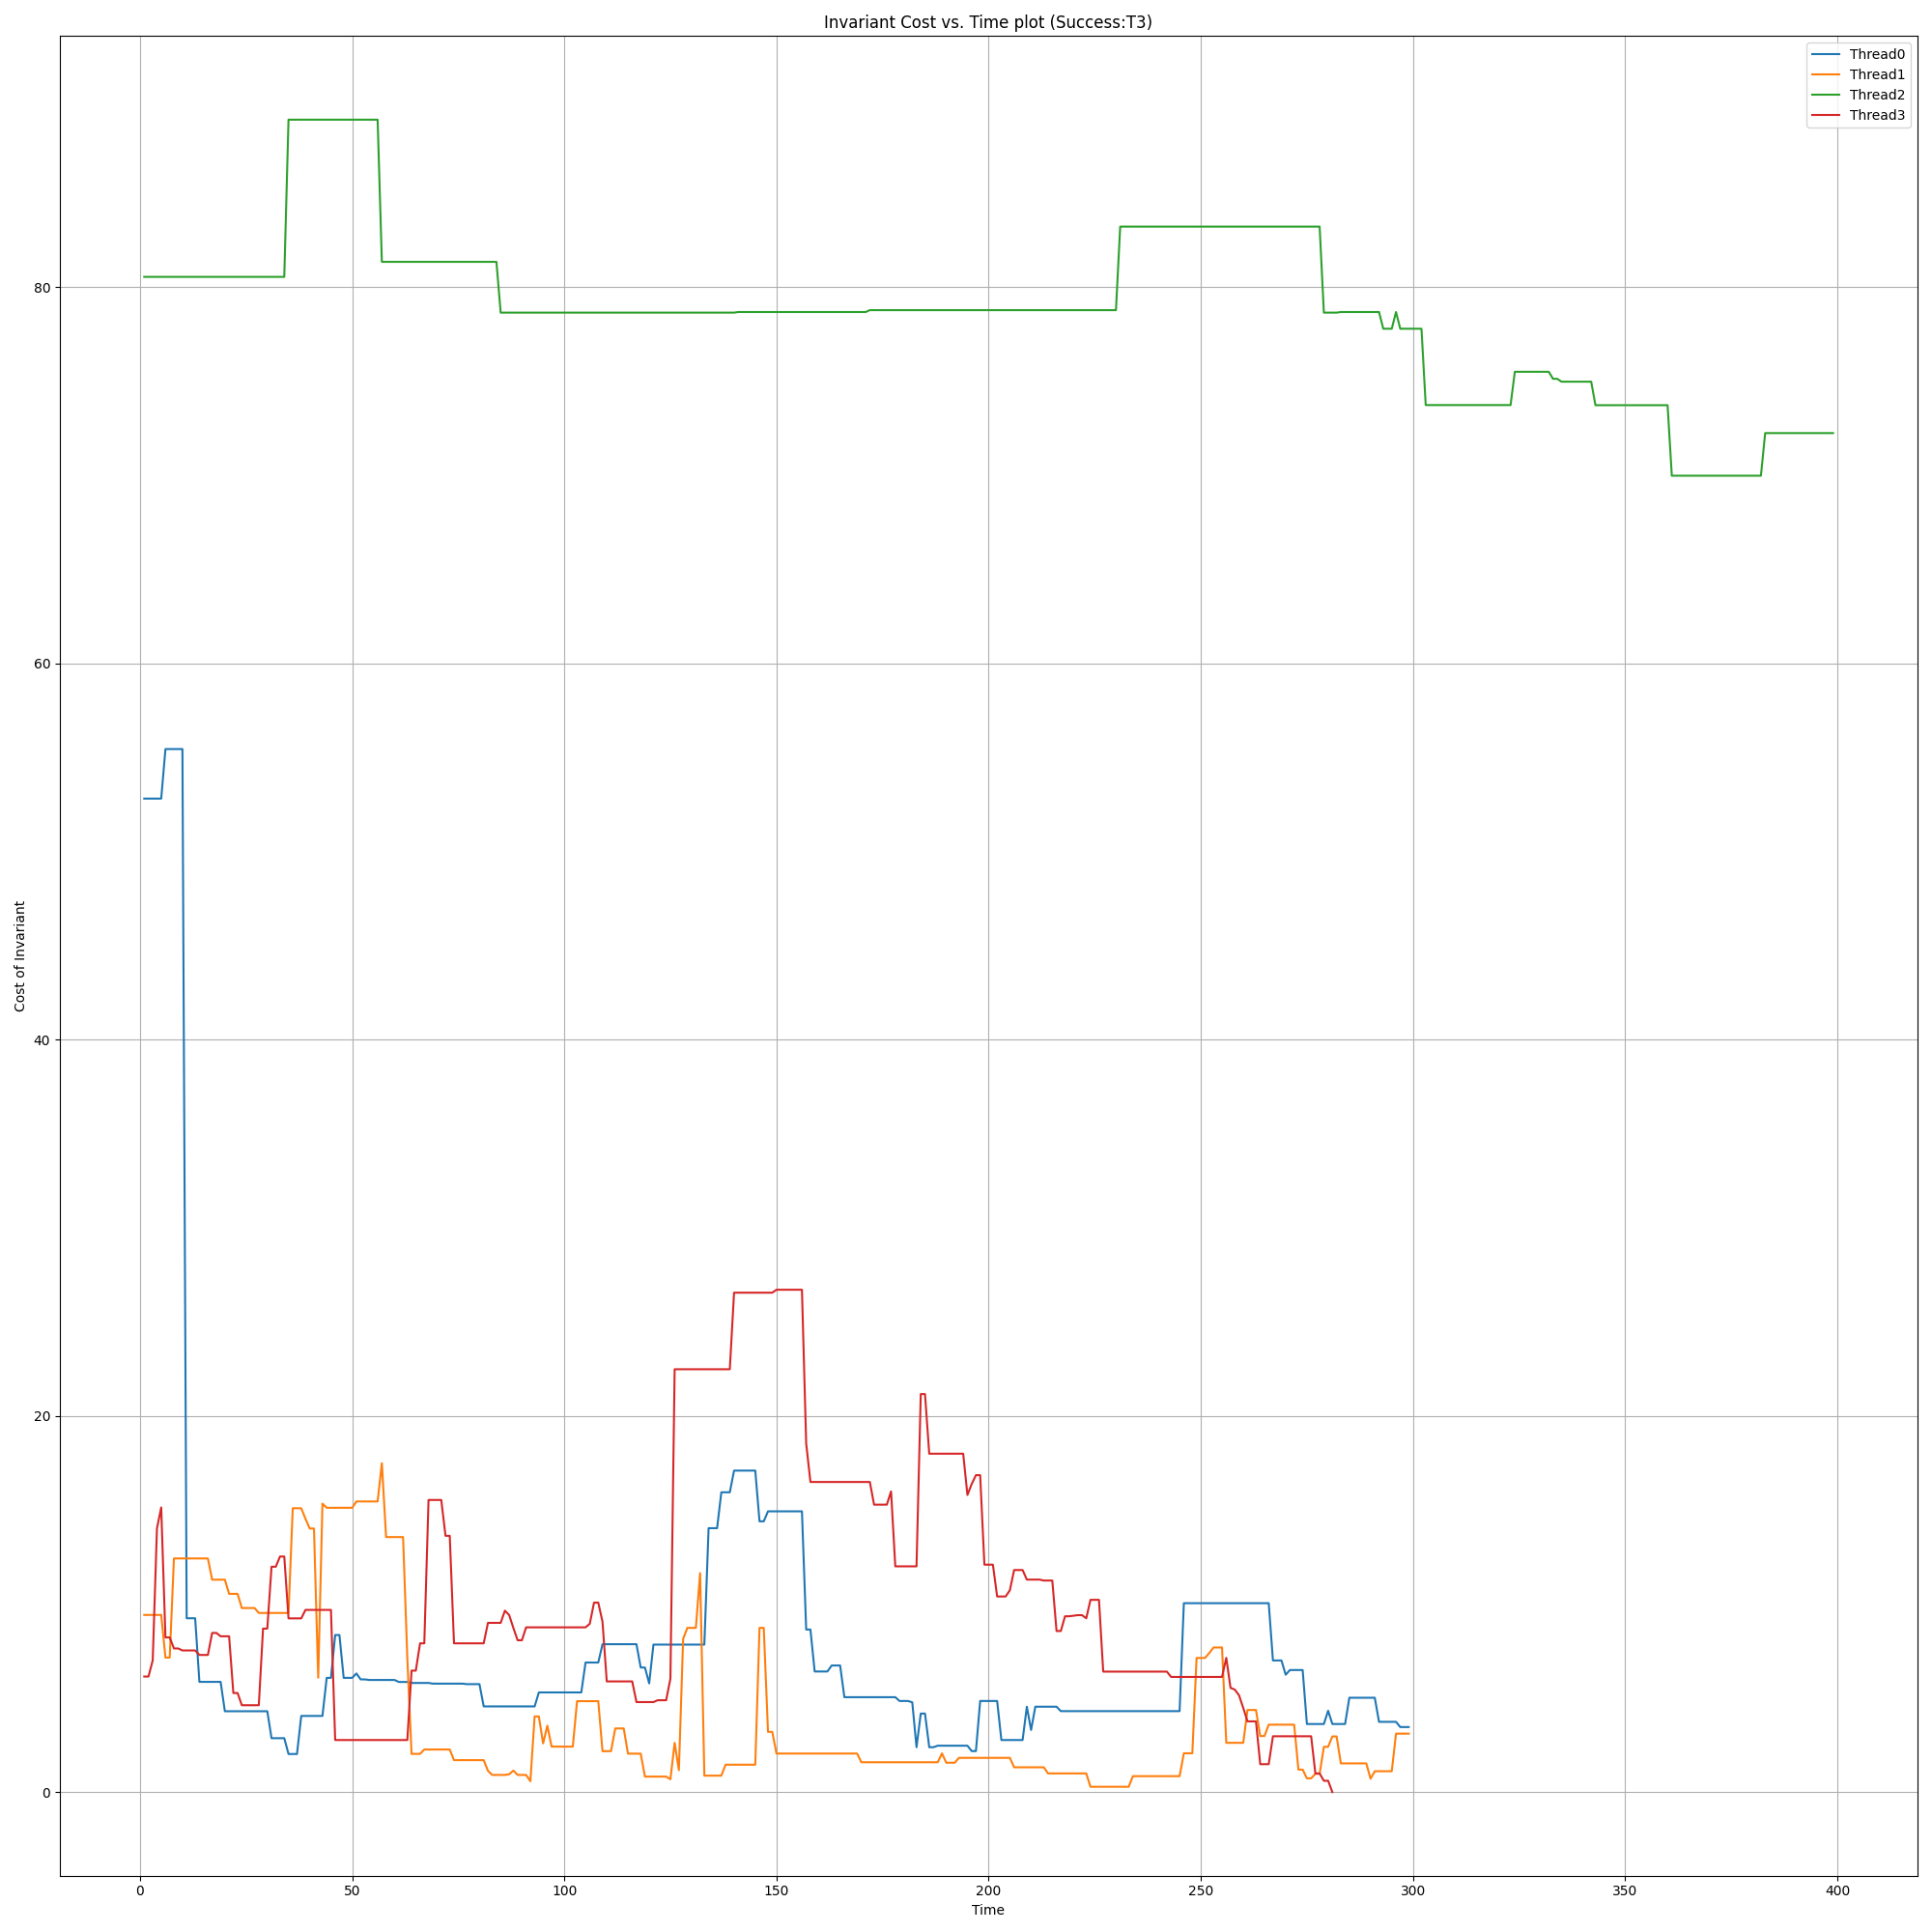 Invariant Cost vs. Time plot (Success:T3)
Thread0
Thread1
Thread2
Thread3
80
60
40
20
0
Cost of Invariant
0 50 100 150 200 250 300 350 400
Time